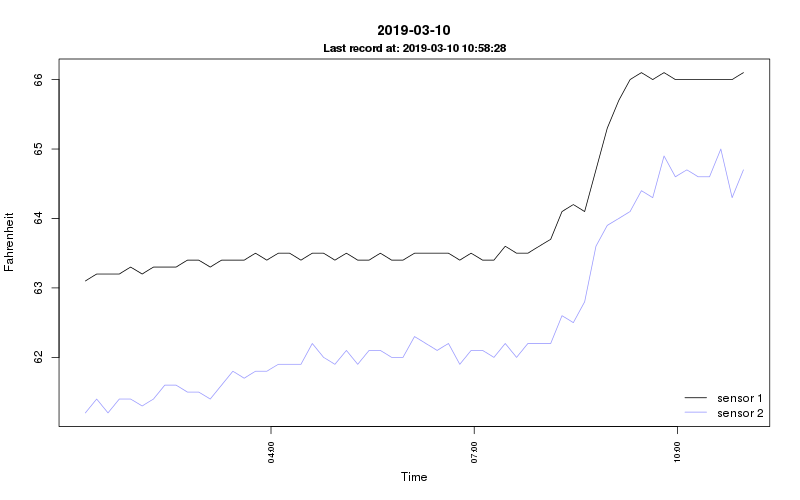 2019-03-10
Last record at: 2019-03-10 10:58:28
Fahrenheit
66
65
64
63
62
04:00
07:00
10:00
Time
sensor 1
sensor 2